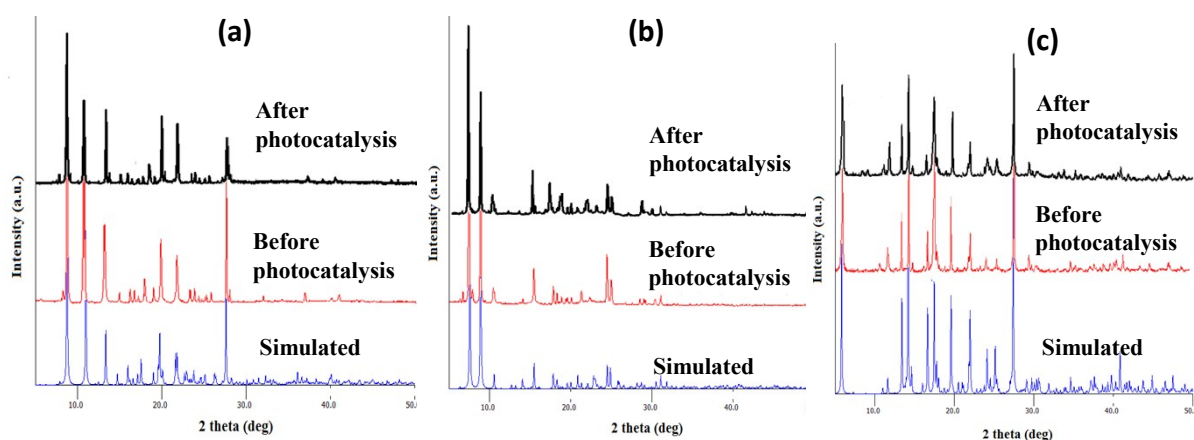 (a)
After
photocatalysis
Before
photocatalysis
Simulated
Intensity (a.u.)
10.0 20.0 30.0 40.0 50.
2 theta (deg)
(b)
After
photocatalysis
Before
photocatalysis
Simulated
Intensity (a.u.)
10.0 20.0 30.0 40.0
2 theta (deg)
(c)
After
photocatalysis
Before
photocatalysis
Simulated
Intensity (a.u.)
10.0 20.0 30.0 40.0 50.
2 theta (deg)